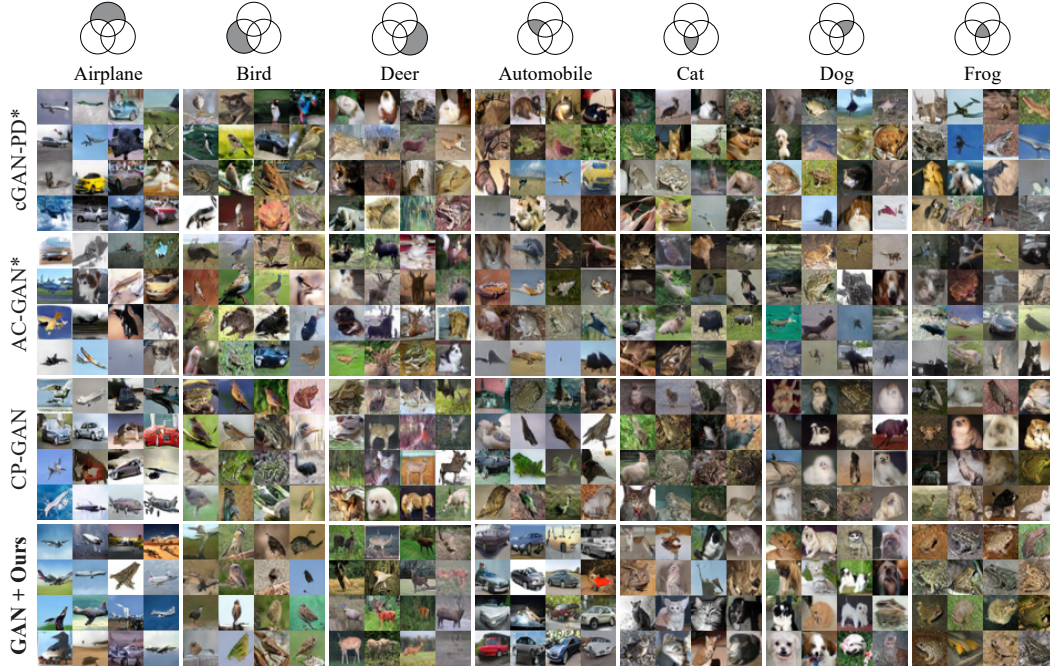 Airplane
Bird
Deer
Automobile
Cat
Dog
Frog
cGAN-PD*
AC-GAN*
CP-GAN
GAN + Ours